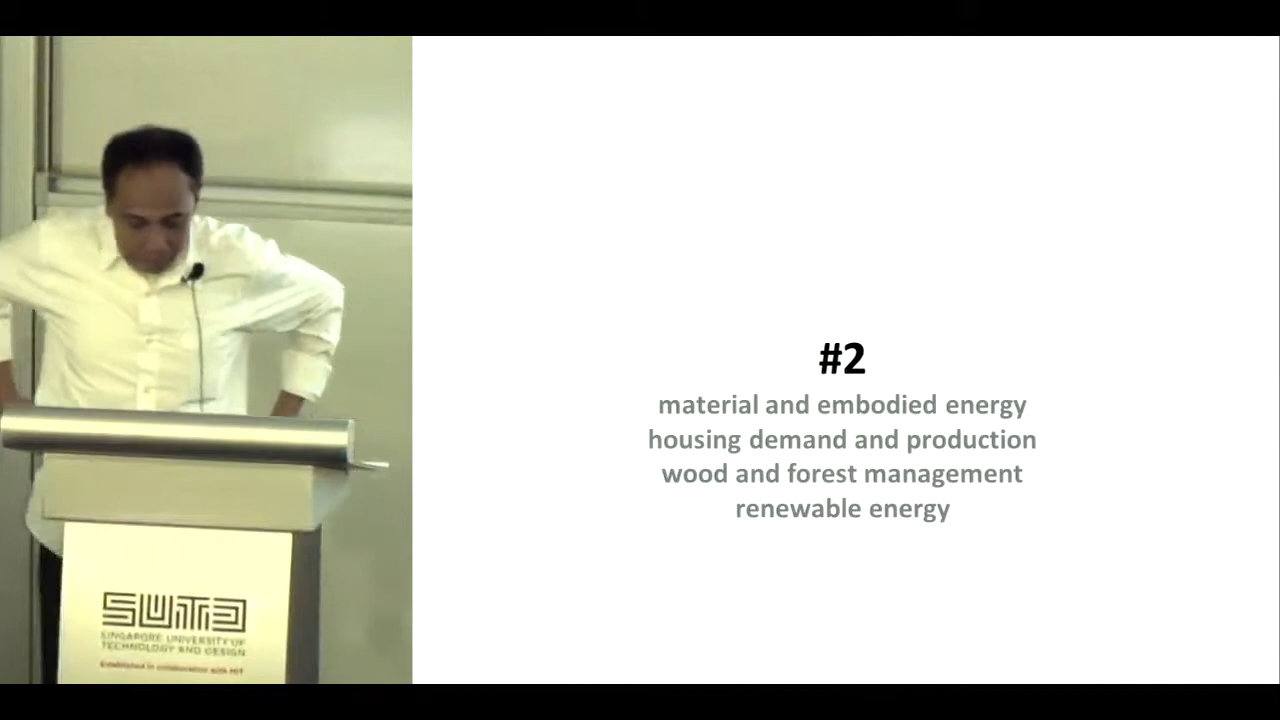 #2
material and embodied energy
housing demand and production
wood and forest management
renewable energy
SUTD
SINGAPORE UNIVERSITY OF
TECHNOLOGY AND DESIGN
Established in collaboration with MIT